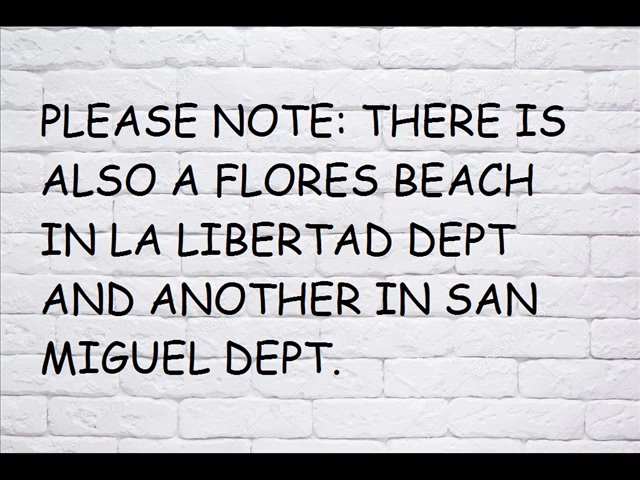 PLEASE NOTE: THERE IS
ALSO A FLORES BEACH
IN LA LIBERTAD DEPT
AND ANOTHER IN SAN
MIGUEL DEPT.